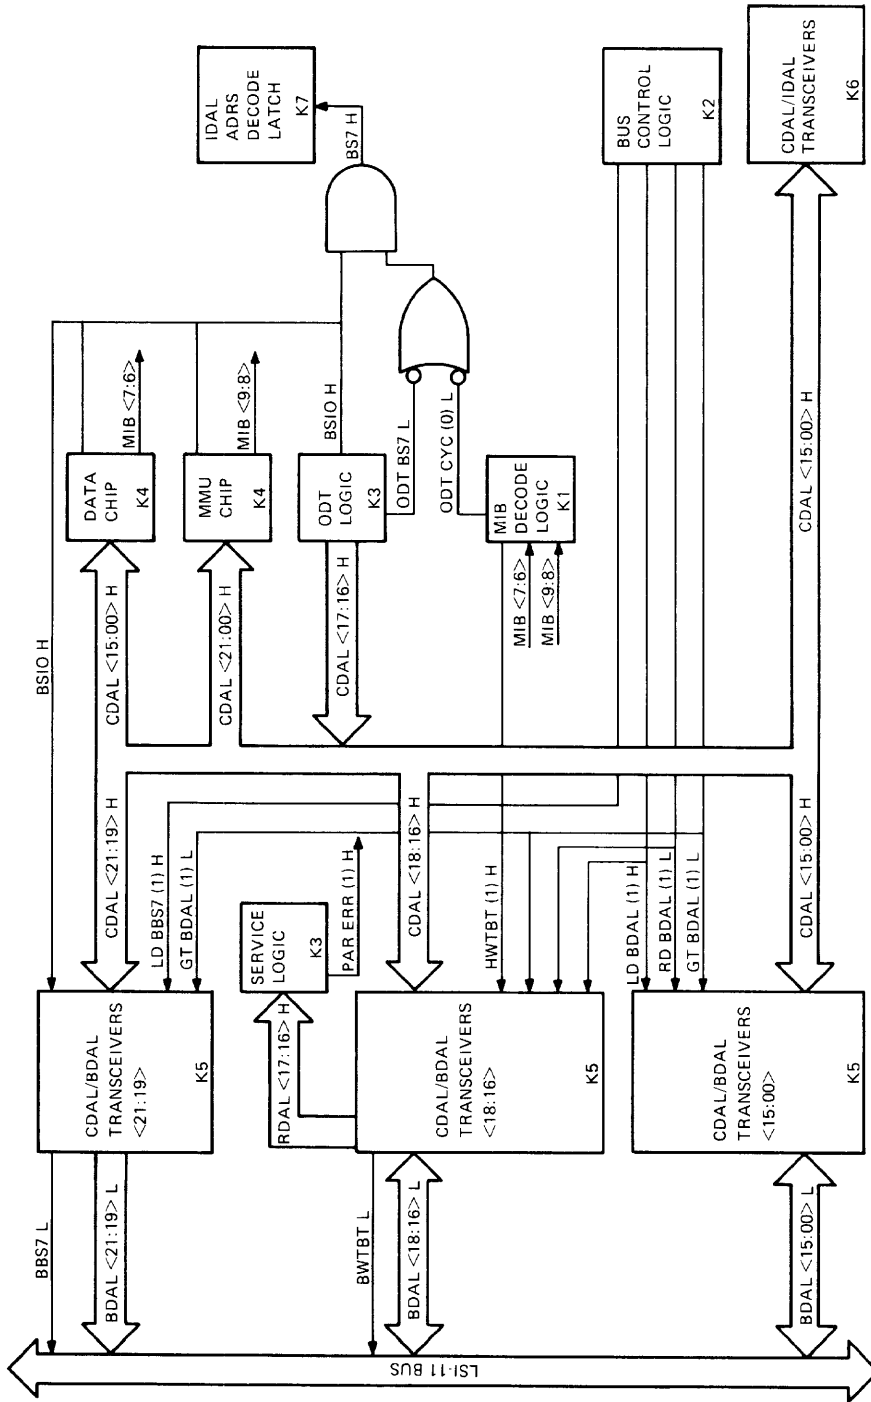 LSI-11 BUS
BBS7 L
BDAL <21:19> L
BWTBT L
BDAL <18:16> L
BDAL <15:00> L
CDAL/BDAL
TRANSCEIVERS
<21:19>
K5
RDAL <17:16> H
CDAL/BDAL
TRANSCEIVERS
<18:16>
K5
CDAL/BDAL
TRANSCEIVERS
<15:00>
K5
SERVICE
LOGIC
K3
PAR ERR (1) H
CDAL <21:19> H
LD BBS7 (1) H
GT BDAL (1) L
CDAL <18:16> H
HWTBT (1) H
LD BDAL (1) H
RD BDAL (1) L
GT BDAL (1) L
CDAL <15:00> H
BSIO H
CDAL <15:00> H
CDAL <21:00> H
CDAL <17:16> H
MIB <7:6>
MIB <9:8>
CDAL <15:00> H
DATA
CHIP
K4
MMU
CHIP
K4
ODT
LOGIC
K3
MIB
DECODE
LOGIC
K1
MIB <7:6>
MIB <9:8>
BSIO H
ODT BS7 L
ODT CYC (0) L
BS7 H
IDAL
ADRS
DECODE
LATCH
K7
BUS
CONTROL
LOGIC
K2
CDAL/IDAL
TRANSCEIVERS
K6